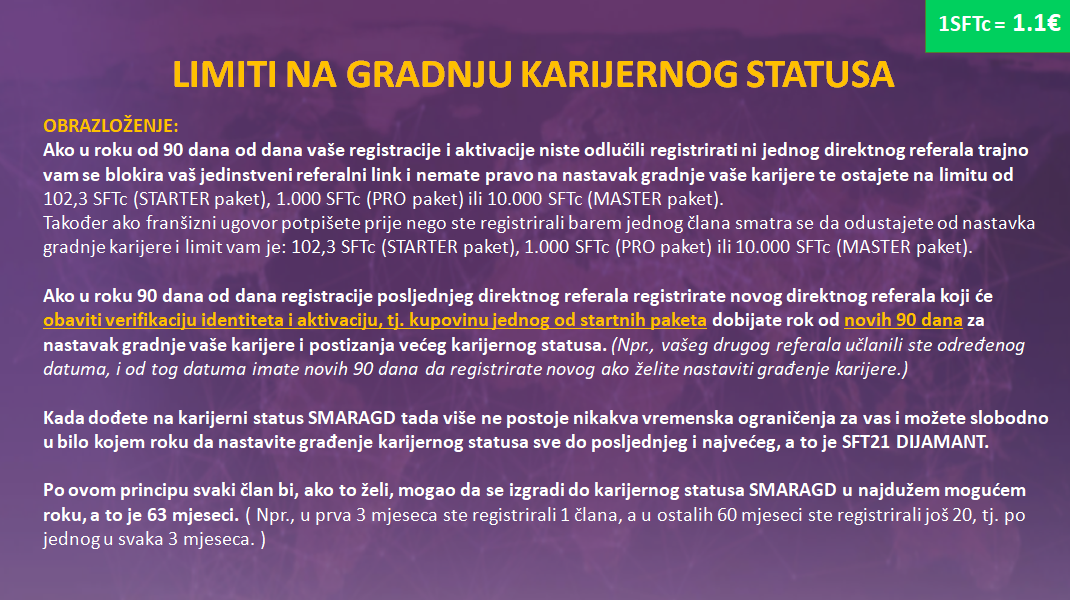 1SFTc = 1.1€
LIMITI NA GRADNJU KARIJERNOG STATUSA
OBRAZLOŽENJE:
Ako u roku od 90 dana od dana vaše registracije i aktivacije niste odlučili registrirati ni jednog direktnog referala trajno
vam se blokira vaš jedinstveni referalni link i nemate pravo na nastavak gradnje vaše karijere te ostajete na limitu od
102,3 SFTc (STARTER paket), 1.000 SFTc (PRO paket) ili 10.000 SFTc (MASTER paket).
Također ako franšizni ugovor potpišete prije nego ste registrirali barem jednog člana smatra se da odustajete od nastavka
gradnje karijere i limit vam je: 102,3 SFTc (STARTER paket), 1.000 SFTc (PRO paket) ili 10.000 SFTc (MASTER paket).
Ako u roku 90 dana od dana registracije posljednjeg direktnog referala registrirate novog direktnog referala koji će
obaviti verifikaciju identiteta i aktivaciju, tj. kupovinu jednog od startnih paketa dobijate rok od novih 90 dana za
nastavak gradnje vaše karijere i postizanja većeg karijernog statusa. (Npr., vašeg drugog referala učlanili ste određenog
datuma, i od tog datuma imate novih 90 dana da registrirate novog ako želite nastaviti građenje karijere.)
Kada dođete na karijerni status SMARAGD tada više ne postoje nikakva vremenska ograničenja za vas i možete slobodno
u bilo kojem roku da nastavite građenje karijernog statusa sve do posljednjeg i najvećeg, a to je SFT21 DIJAMANT.
Po ovom principu svaki član bi, ako to želi, mogao da se izgradi do karijernog statusa SMARAGD u najdužem mogućem
roku, a to je 63 mjeseci. ( Npr., u prva 3 mjeseca ste registrirali 1 člana, a u ostalih 60 mjeseci ste registrirali još 20, tj. po
jednog u svaka 3 mjeseca. )